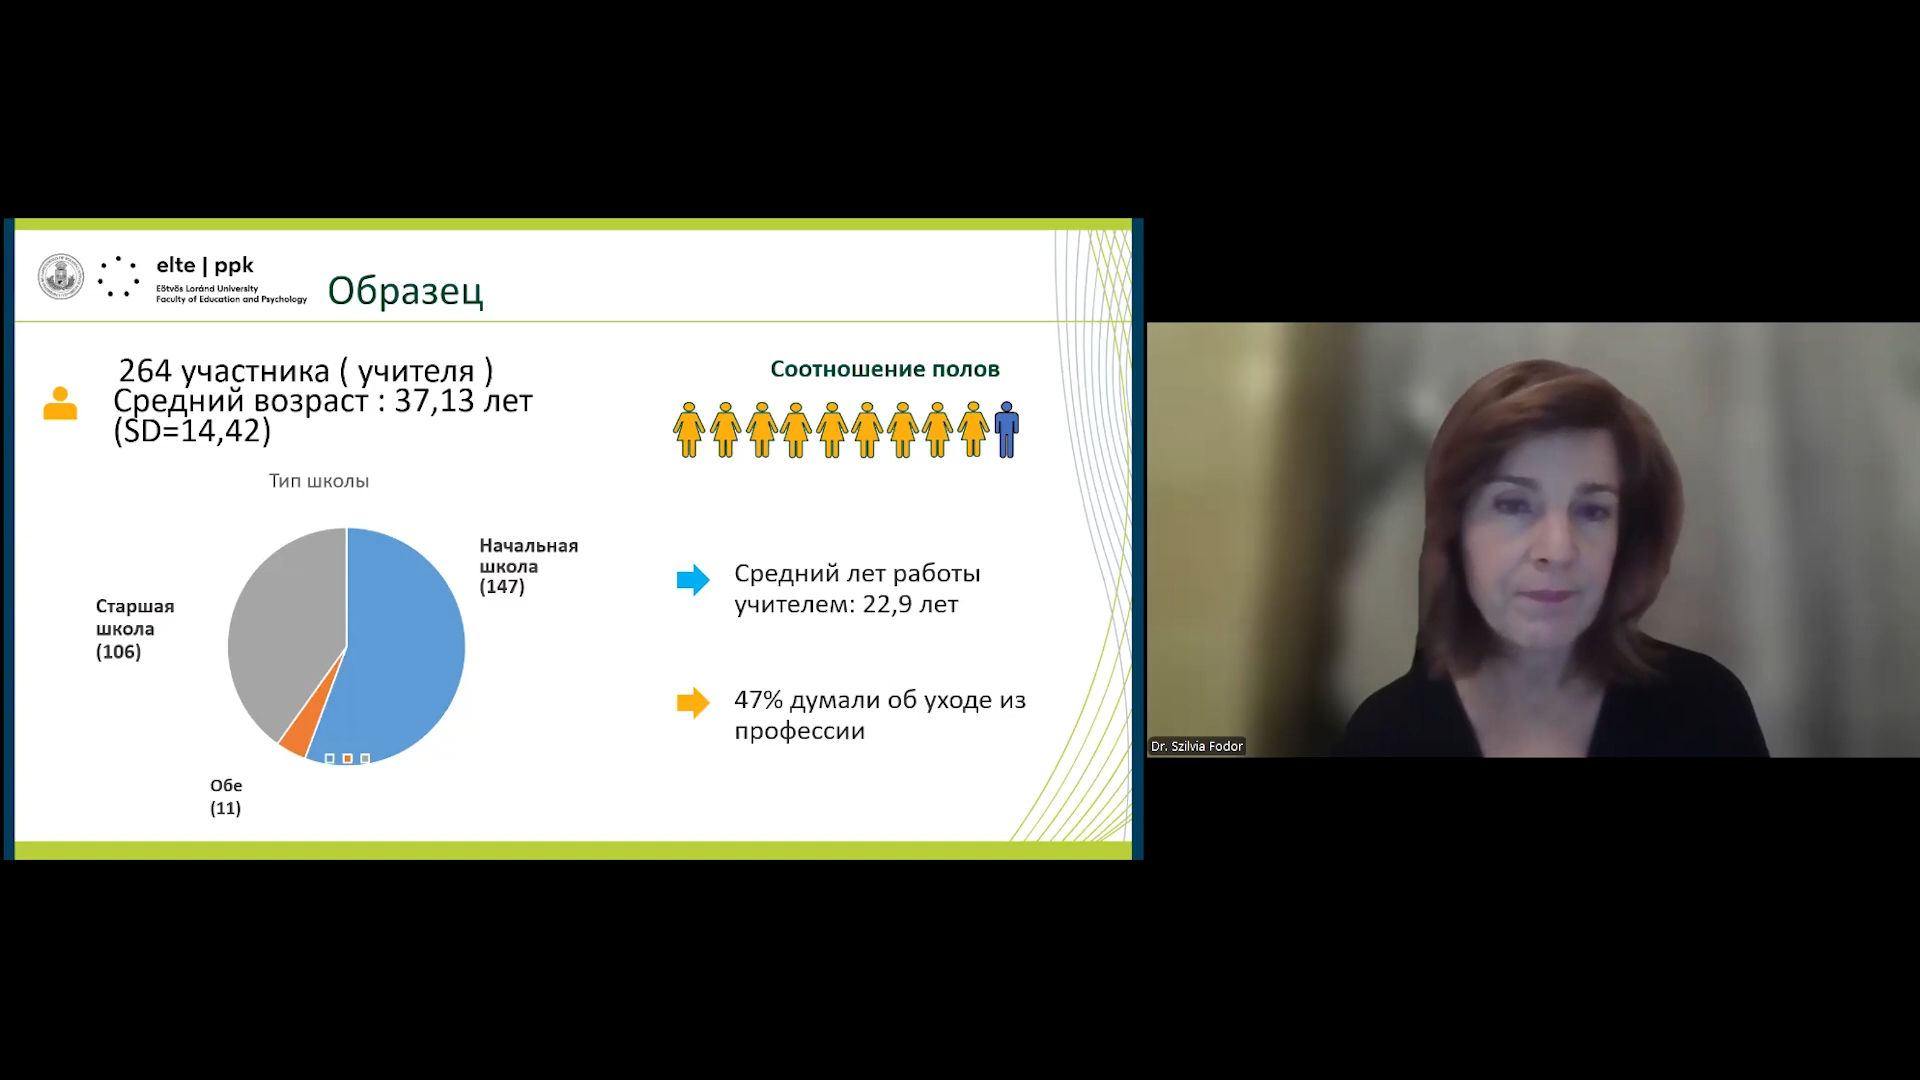 elte | ppk
Eötvös Loránd University
Faculty of Education and Psychology
Образец
264 участника ( учителя )
Средний возраст : 37,13 лет
(SD=14,42)
Тип школы
Начальная
школа
(147)
Старшая
школа
(106)
Обе
(11)
Соотношение полов
Средний лет работы
учителем: 22,9 лет
47% думали об уходе из
профессии
Dr. Szilvia Fodor